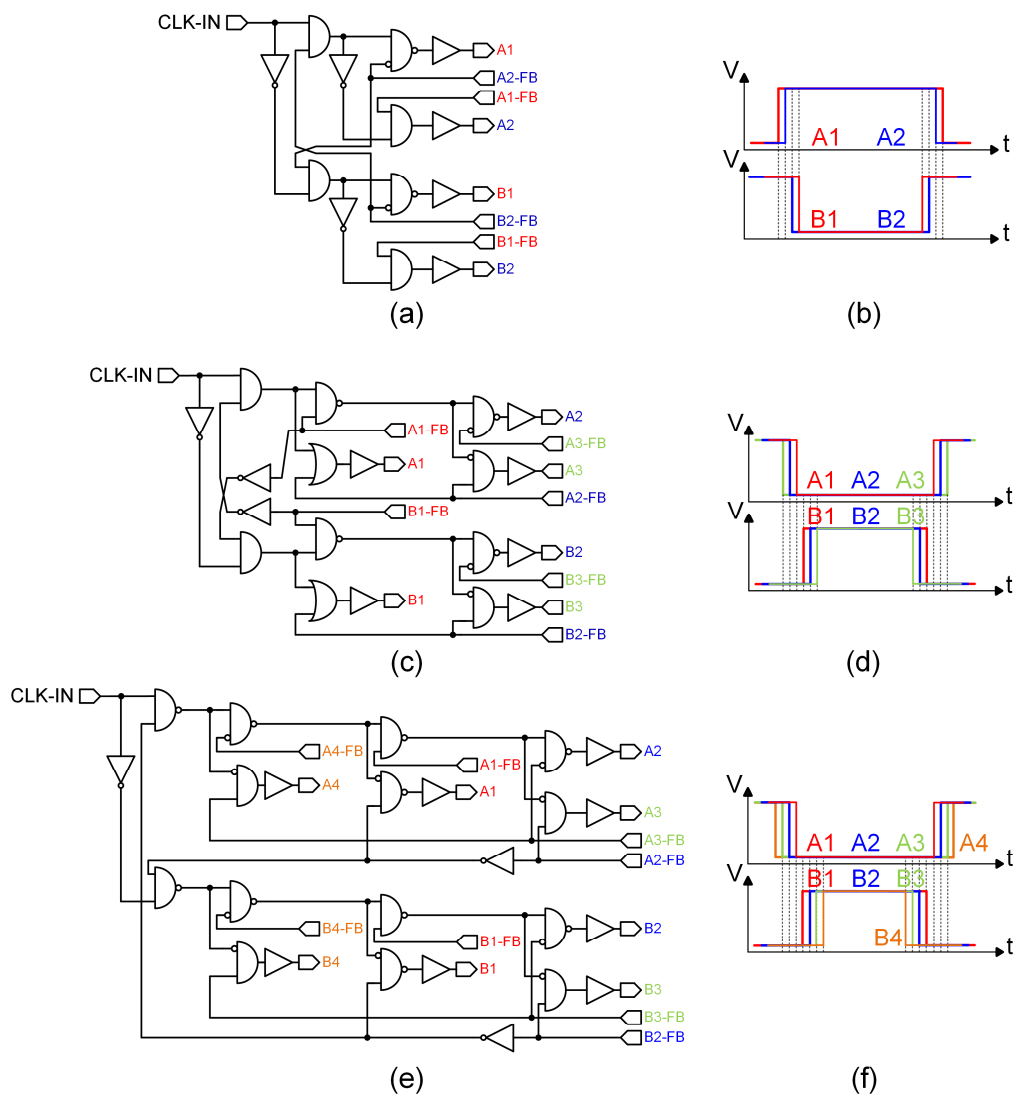 CLK-IN
A1
A2-FB
A1-FB
A2
B1
B2-FB
B1-FB
B2
(a)
V
A1 A2
t
V
B1 B2
t
(b)
CLK-IN
A2
A1-FB
A3-FB
A1
A3
A2-FB
B1-FB
B2
B3-FB
B1
B3
B2-FB
(c)
V
A1 A2 A3
t
V
B1 B2 B3
t
(d)
CLK-IN
A2
A4-FB
A1-FB
A4
A1
A3
A3-FB
A2-FB
B4-FB
B2
B1-FB
B4
B1
B3
B3-FB
B2-FB
(e)
V
A1 A2 A3 A4
t
V
B1 B2 B3
B4
t
(f)